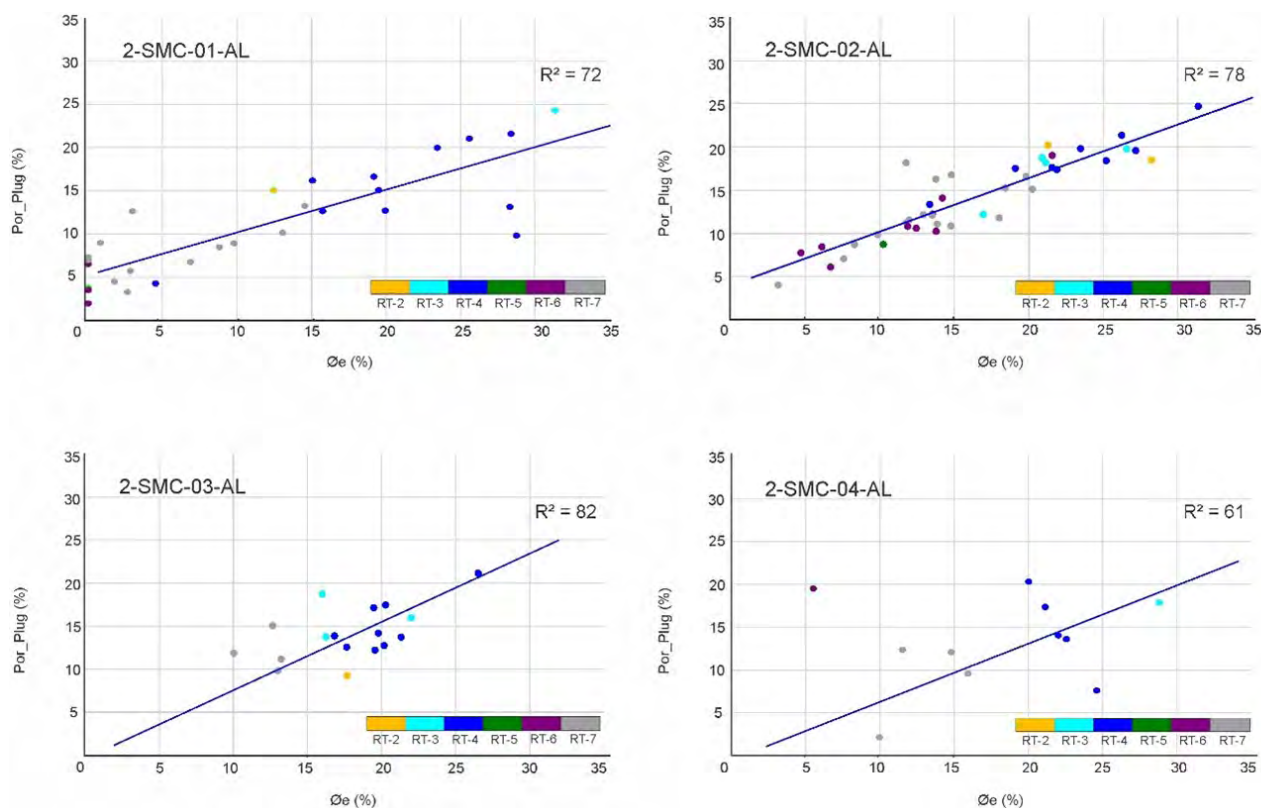 2-SMC-01-AL
R² = 72
Por_Plug (%)
35
30
25
20
15
10
5
0 5 10 15 20 25 30 35
RT-2 RT-3 RT-4 RT-5 RT-6 RT-7
Øe (%)
2-SMC-02-AL
R² = 78
Por_Plug (%)
35
30
25
20
15
10
5
0 5 10 15 20 25 30 35
RT-2 RT-3 RT-4 RT-5 RT-6 RT-7
Øe (%)
2-SMC-03-AL
R² = 82
Por_Plug (%)
35
30
25
20
15
10
5
0 5 10 15 20 25 30 35
RT-2 RT-3 RT-4 RT-5 RT-6 RT-7
Øe (%)
2-SMC-04-AL
R² = 61
Por_Plug (%)
35
30
25
20
15
10
5
0 5 10 15 20 25 30 35
RT-2 RT-3 RT-4 RT-5 RT-6 RT-7
Øe (%)